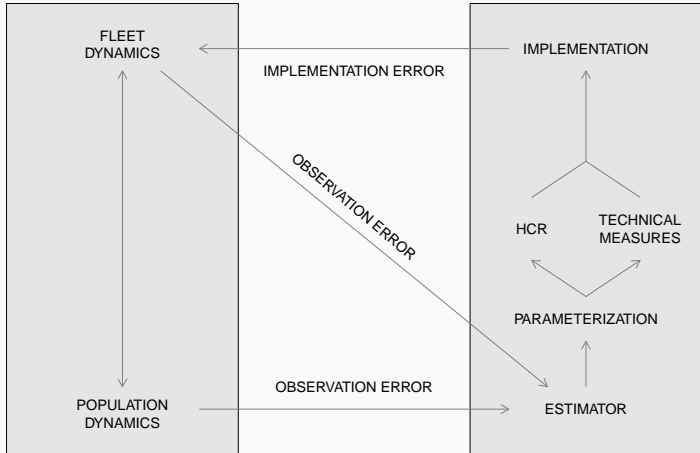 FLEET
DYNAMICS
IMPLEMENTATION
IMPLEMENTATION ERROR
OBSERVATION ERROR
HCR
TECHNICAL
MEASURES
PARAMETERIZATION
OBSERVATION ERROR
POPULATION
DYNAMICS
ESTIMATOR